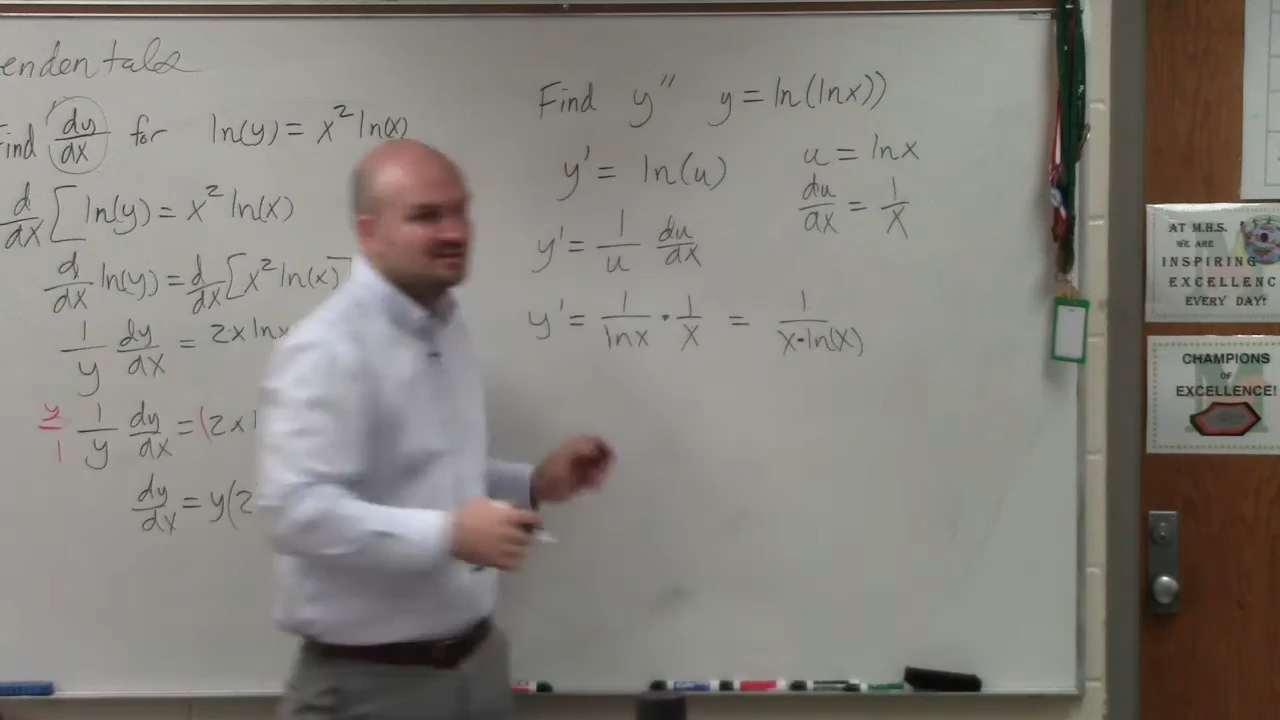 endentals
Find dy/dx for ln(y) = x² ln(x)
d/dx [ ln(y) = x² ln(x)
d/dx ln(y) = d/dx [x² ln(x)]
1/y dy/dx = 2x lnx
y/1 1/y dy/dx = (2x l
dy/dx = y(2
Find y″ y = ln(lnx))
y' = ln(u) u = lnx
du/dx = 1/x
y' = 1/u du/dx
y' = 1/lnx • 1/x = 1/x•ln(x)
AT M.H.S.
WE ARE
INSPIRING
EXCELLENC
EVERY DAY!
CHAMPIONS
OF
EXCELLENCE!